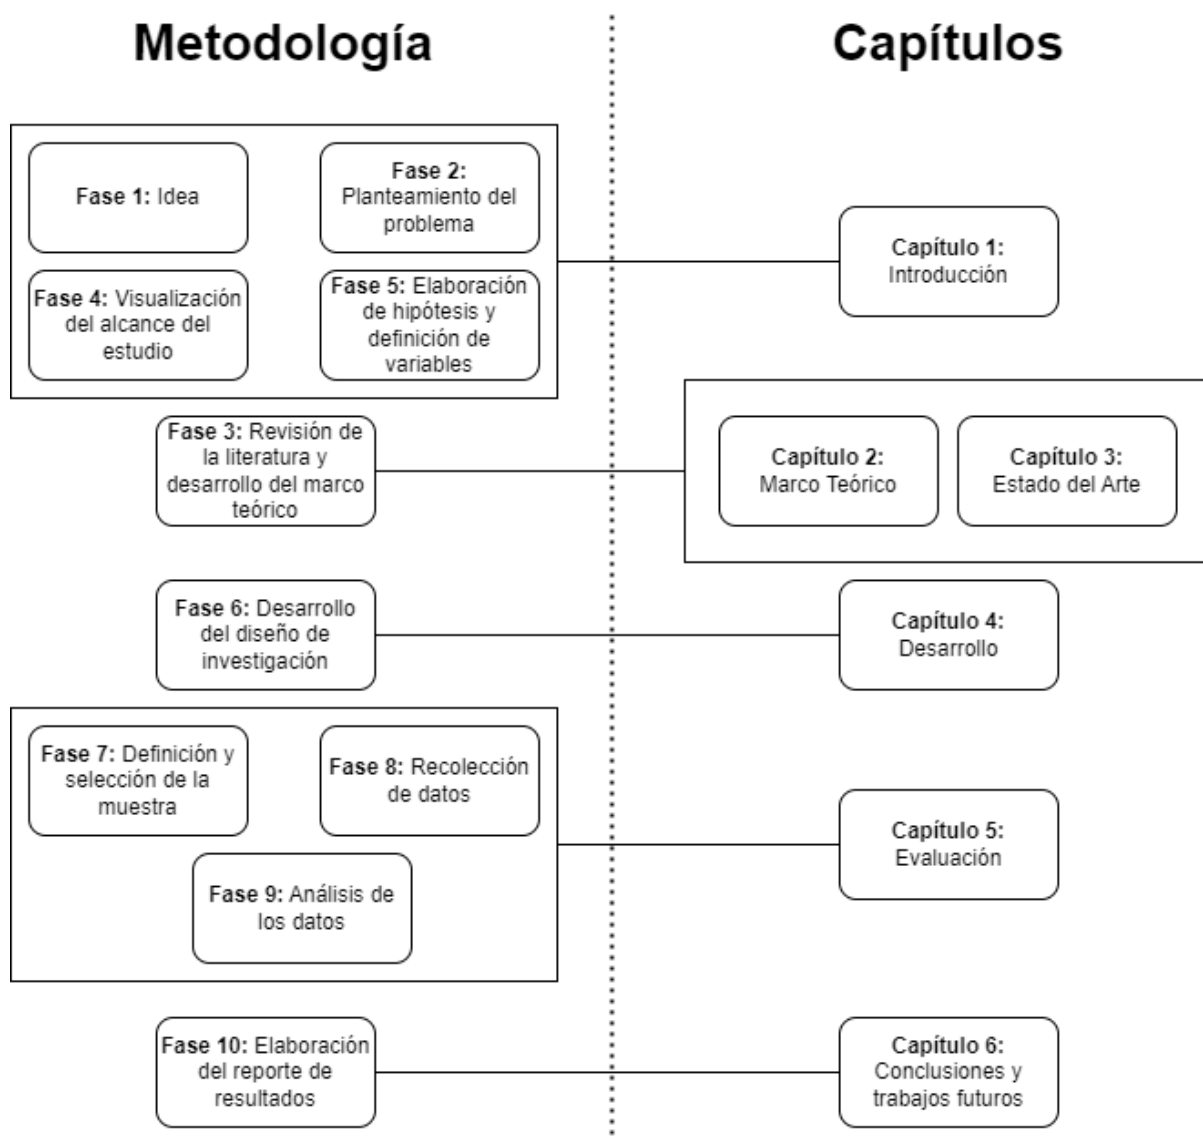 Metodología
Capítulos
Fase 1: Idea
Fase 2:
Planteamiento del
problema
Fase 4: Visualización
del alcance del
estudio
Fase 5: Elaboración
de hipótesis y
definición de
variables
Capítulo 1:
Introducción
Fase 3: Revisión de
la literatura y
desarrollo del marco
teórico
Capítulo 2:
Marco Teórico
Capítulo 3:
Estado del Arte
Fase 6: Desarrollo
del diseño de
investigación
Capítulo 4:
Desarrollo
Fase 7: Definición y
selección de la
muestra
Fase 8: Recolección
de datos
Fase 9: Análisis de
los datos
Capítulo 5:
Evaluación
Fase 10: Elaboración
del reporte de
resultados
Capítulo 6:
Conclusiones y
trabajos futuros